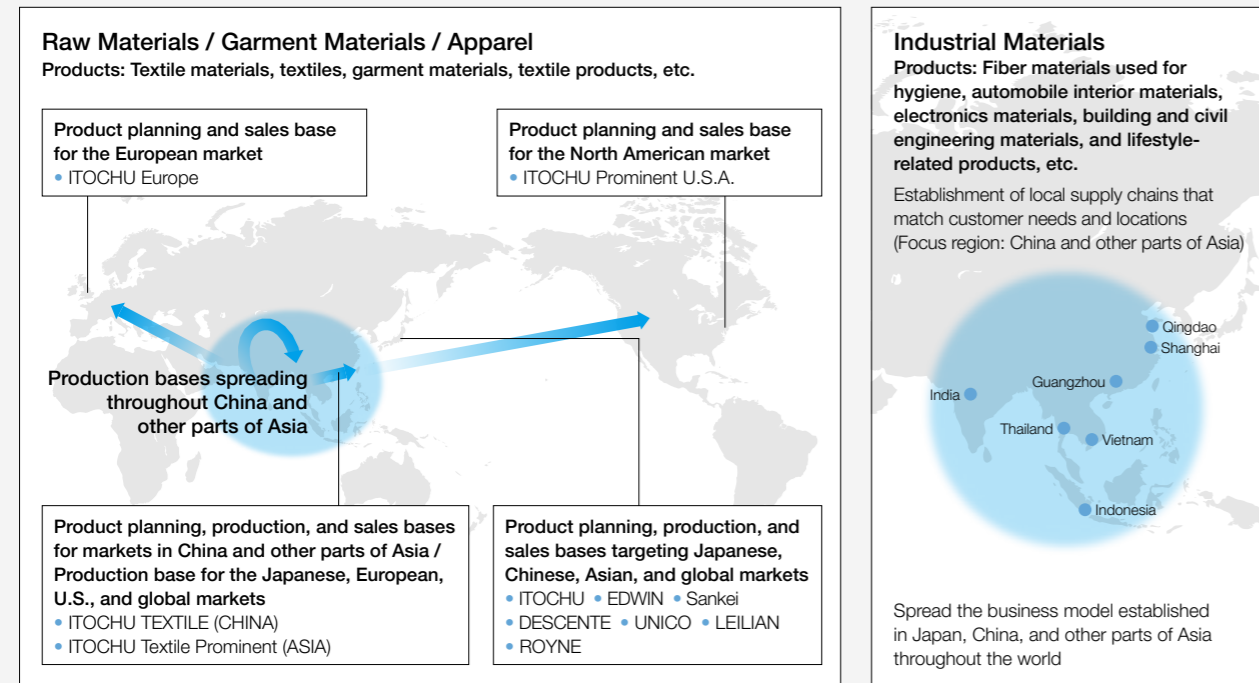 Raw Materials / Garment Materials / Apparel
Products: Textile materials, textiles, garment materials, textile products, etc.
Product planning and sales base
for the European market
• ITOCHU Europe
Product planning and sales base
for the North American market
• ITOCHU Prominent U.S.A.
Production bases spreading
throughout China and
other parts of Asia
Product planning, production, and sales bases
for markets in China and other parts of Asia /
Production base for the Japanese, European,
U.S., and global markets
• ITOCHU TEXTILE (CHINA)
• ITOCHU Textile Prominent (ASIA)
Product planning, production, and
sales bases targeting Japanese,
Chinese, Asian, and global markets
• ITOCHU • EDWIN • Sankei
• DESCENTE • UNICO • LEILIAN
• ROYNE
Industrial Materials
Products: Fiber materials used for
hygiene, automobile interior materials,
electronics materials, building and civil
engineering materials, and lifestyle-
related products, etc.
Establishment of local supply chains that
match customer needs and locations
(Focus region: China and other parts of Asia)
Qingdao
Shanghai
Guangzhou
India
Thailand
Vietnam
Indonesia
Spread the business model established
in Japan, China, and other parts of Asia
throughout the world